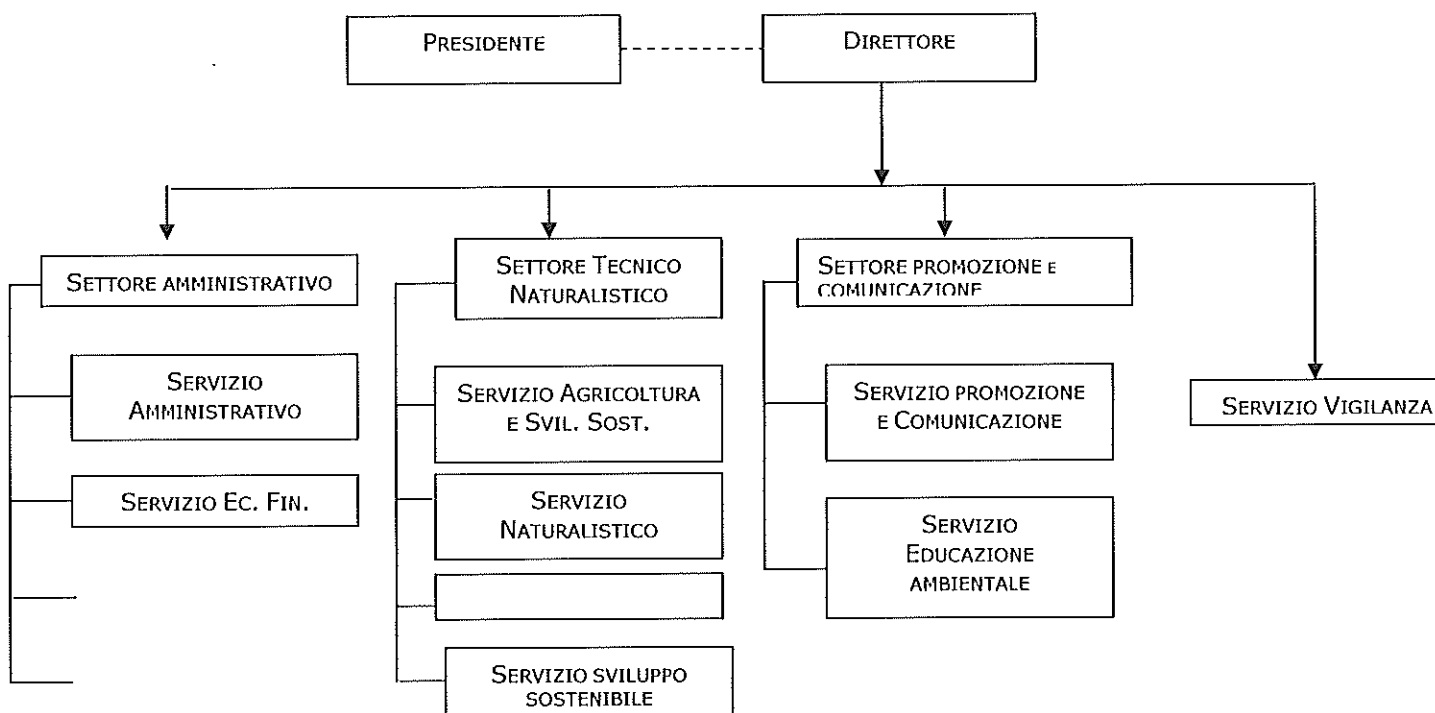 PRESIDENTE
DIRETTORE
SETTORE AMMINISTRATIVO
SERVIZIO
AMMINISTRATIVO
SERVIZIO EC. FIN.
SETTORE TECNICO
NATURALISTICO
SERVIZIO AGRICOLTURA
E SVIL. SOST.
SERVIZIO
NATURALISTICO
SERVIZIO SVILUPPO
SOSTENIBILE
SETTORE PROMOZIONE E
COMUNICAZIONE
SERVIZIO PROMOZIONE
E COMUNICAZIONE
SERVIZIO
EDUCAZIONE
AMBIENTALE
SERVIZIO VIGILANZA